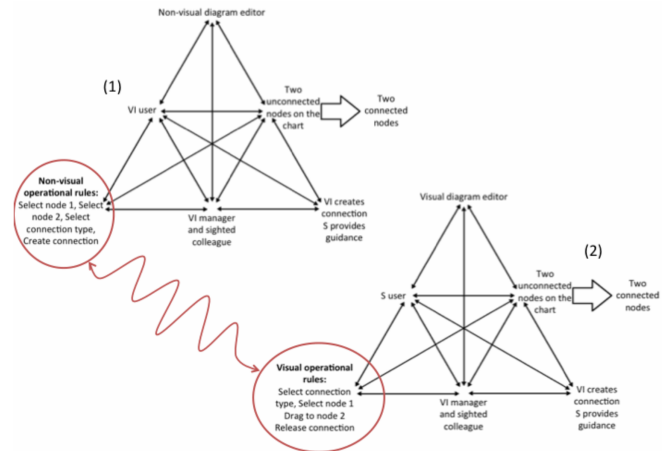 Non-visual diagram editor
(1)
VI user
Two
unconnected
nodes on the
chart
Two
connected
nodes
Non-visual
operational rules:
Select node 1, Select
node 2, Select
connection type,
Create connection
VI manager
and sighted
colleague
VI creates
connection
S provides
guidance
Visual diagram editor
(2)
S user
Two
unconnected
nodes on the
chart
Two
connected
nodes
Visual operational
rules:
Select connection
type, Select node 1
Drag to node 2
Release connection
VI manager
and sighted
colleague
VI creates
connection
S provides
guidance